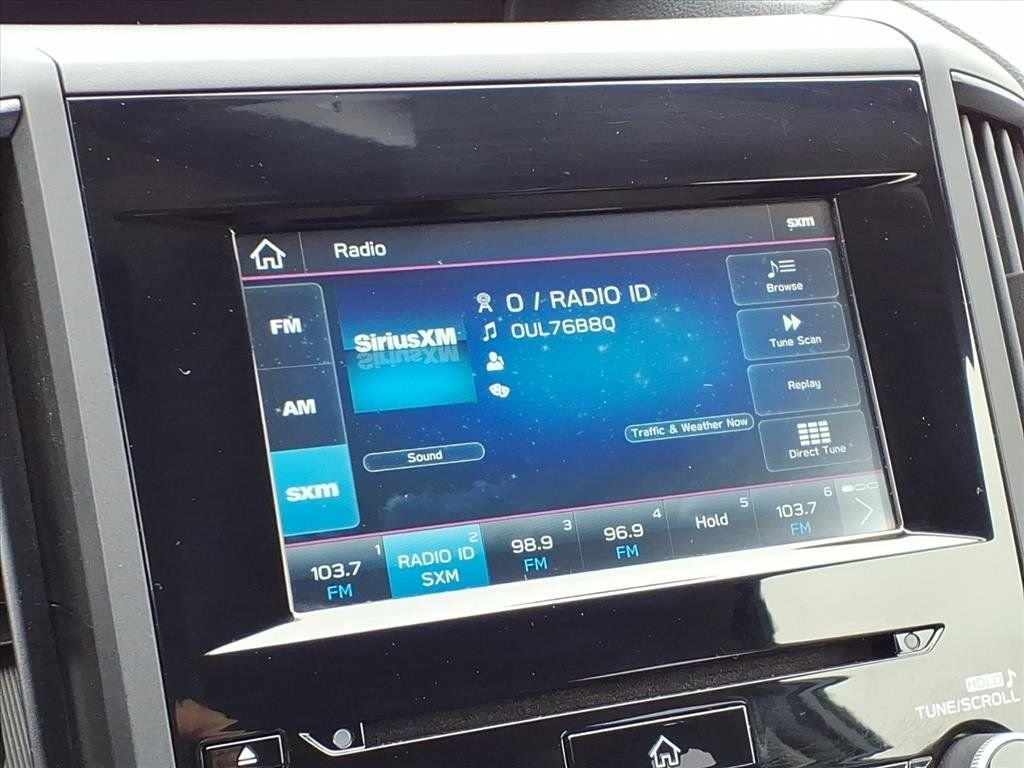 Radio
sxm
FM
AM
sxm
SiriusXM
0 / RADIO ID
0UL76B8Q
Browse
Tune Scan
Replay
Direct Tune
Sound
Traffic & Weather Now
1
103.7
FM
2
RADIO ID
SXM
3
98.9
FM
4
96.9
FM
5
Hold
6
103.7
FM
HOLD
TUNE/SCROLL